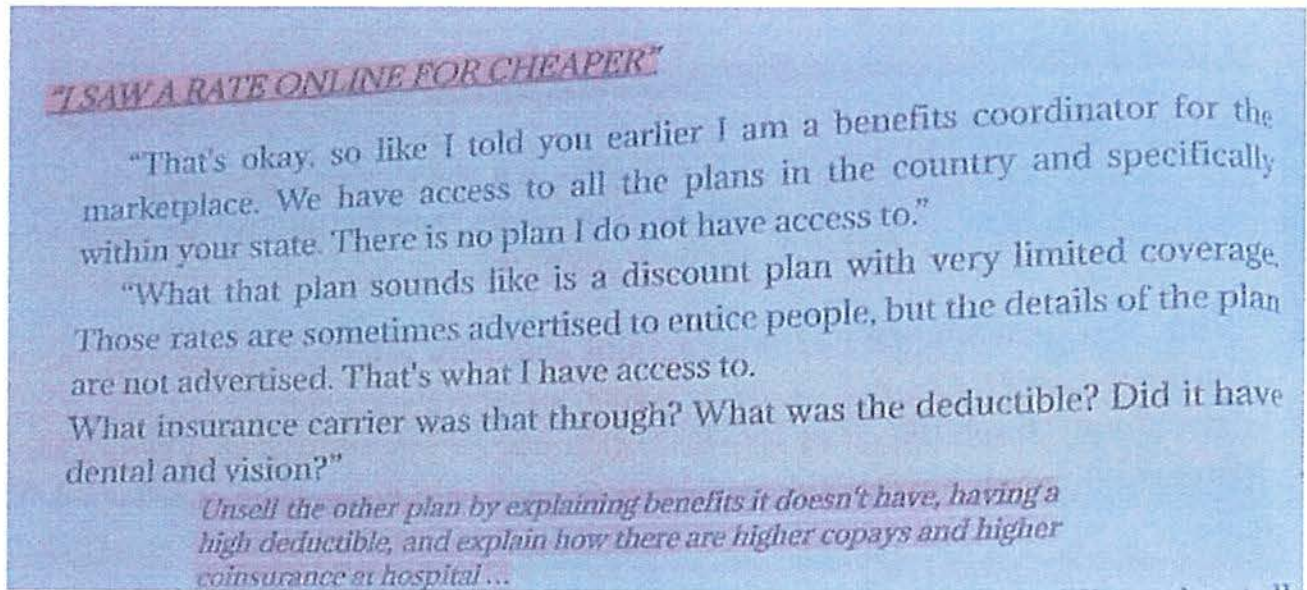 "I SAW A RATE ONLINE FOR CHEAPER"
"That's okay, so like I told you earlier I am a benefits coordinator for the
marketplace. We have access to all the plans in the country and specifically
within your state. There is no plan I do not have access to."
"What that plan sounds like is a discount plan with very limited coverage.
Those rates are sometimes advertised to entice people, but the details of the plan
are not advertised. That's what I have access to.
What insurance carrier was that through? What was the deductible? Did it have
dental and vision?"
Unsell the other plan by explaining benefits it doesn't have, having a
high deductible, and explain how there are higher copays and higher
coinsurance at hospital ...